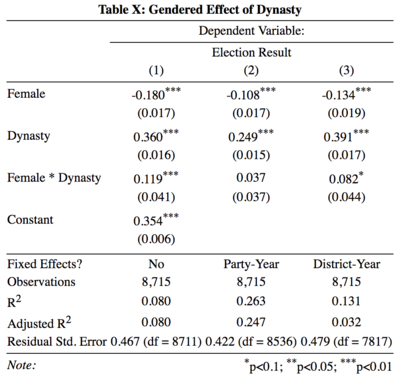 Table X: Gendered Effect of Dynasty
Dependent Variable:
Election Result
(1) (2) (3)
Female -0.180*** -0.108*** -0.134***
(0.017) (0.017) (0.019)
Dynasty 0.360*** 0.249*** 0.391***
(0.016) (0.015) (0.017)
Female * Dynasty 0.119*** 0.037 0.082*
(0.041) (0.037) (0.044)
Constant 0.354***
(0.006)
Fixed Effects? No Party-Year District-Year
Observations 8,715 8,715 8,715
R² 0.080 0.263 0.131
Adjusted R² 0.080 0.247 0.032
Residual Std. Error 0.467 (df = 8711) 0.422 (df = 8536) 0.479 (df = 7817)
Note: *p<0.1; **p<0.05; ***p<0.01